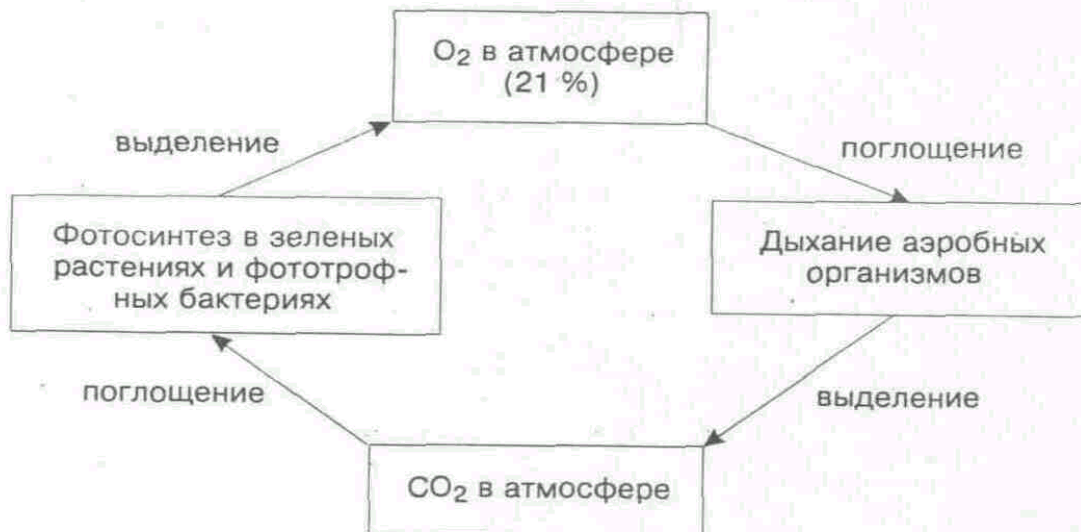 O₂ в атмосфере
(21 %)
выделение
поглощение
Фотосинтез в зеленых
растениях и фототроф-
ных бактериях
Дыхание аэробных
организмов
поглощение
выделение
CO₂ в атмосфере